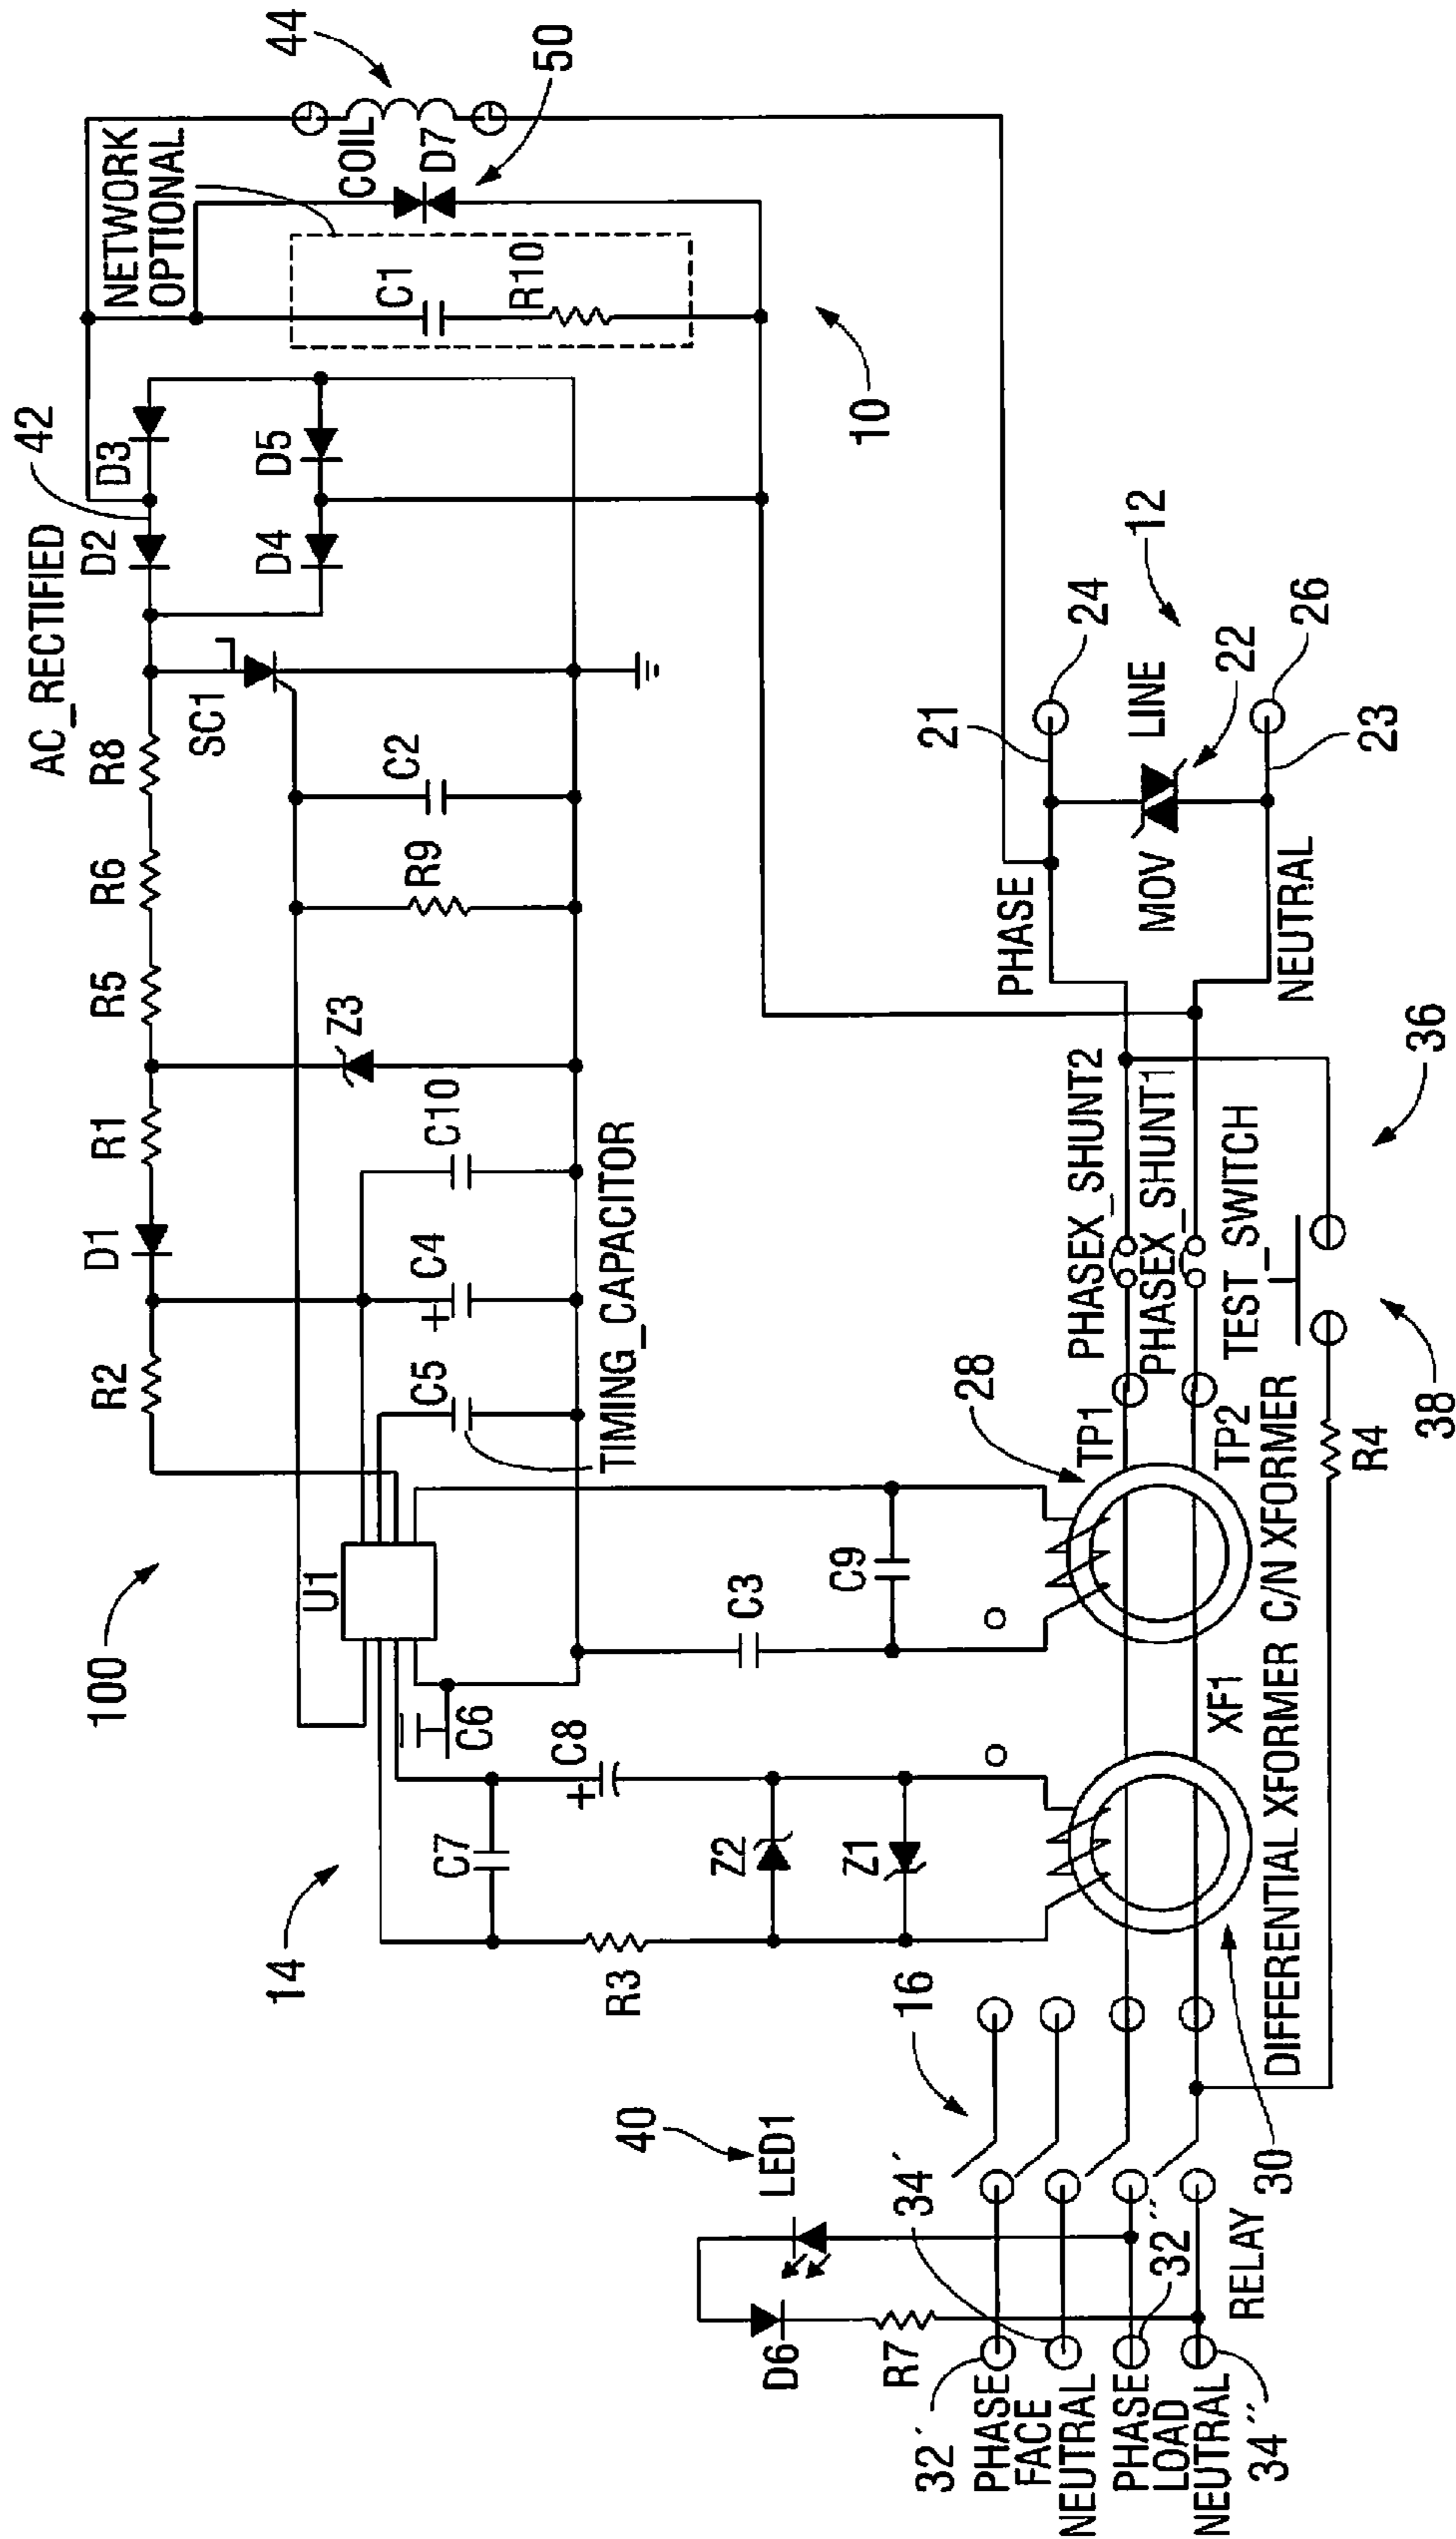 100
AC_RECTIFIED
42
NETWORK
OPTIONAL
44
R2
D1
R1
R5
R6
R8
D2
D3
SC1
U1
COIL
D7
50
C5
C4
C10
Z3
R9
C2
D4
D5
C1
R10
14
C7
C6
C8
TIMING_CAPACITOR
R3
Z2
Z1
C3
C9
10
40
LED1
16
28
D6
R7
34´
32´
PHASE
FACE
NEUTRAL
PHASE
LOAD
NEUTRAL
32´´
34´´
RELAY
30
XF1
TP1
TP2
PHASEX_SHUNT2
PHASEX_SHUNT1
TEST_SWITCH
PHASE
21
24
MOV
LINE
22
12
NEUTRAL
23
26
DIFFERENTIAL XFORMER
C/N XFORMER
R4
38
36